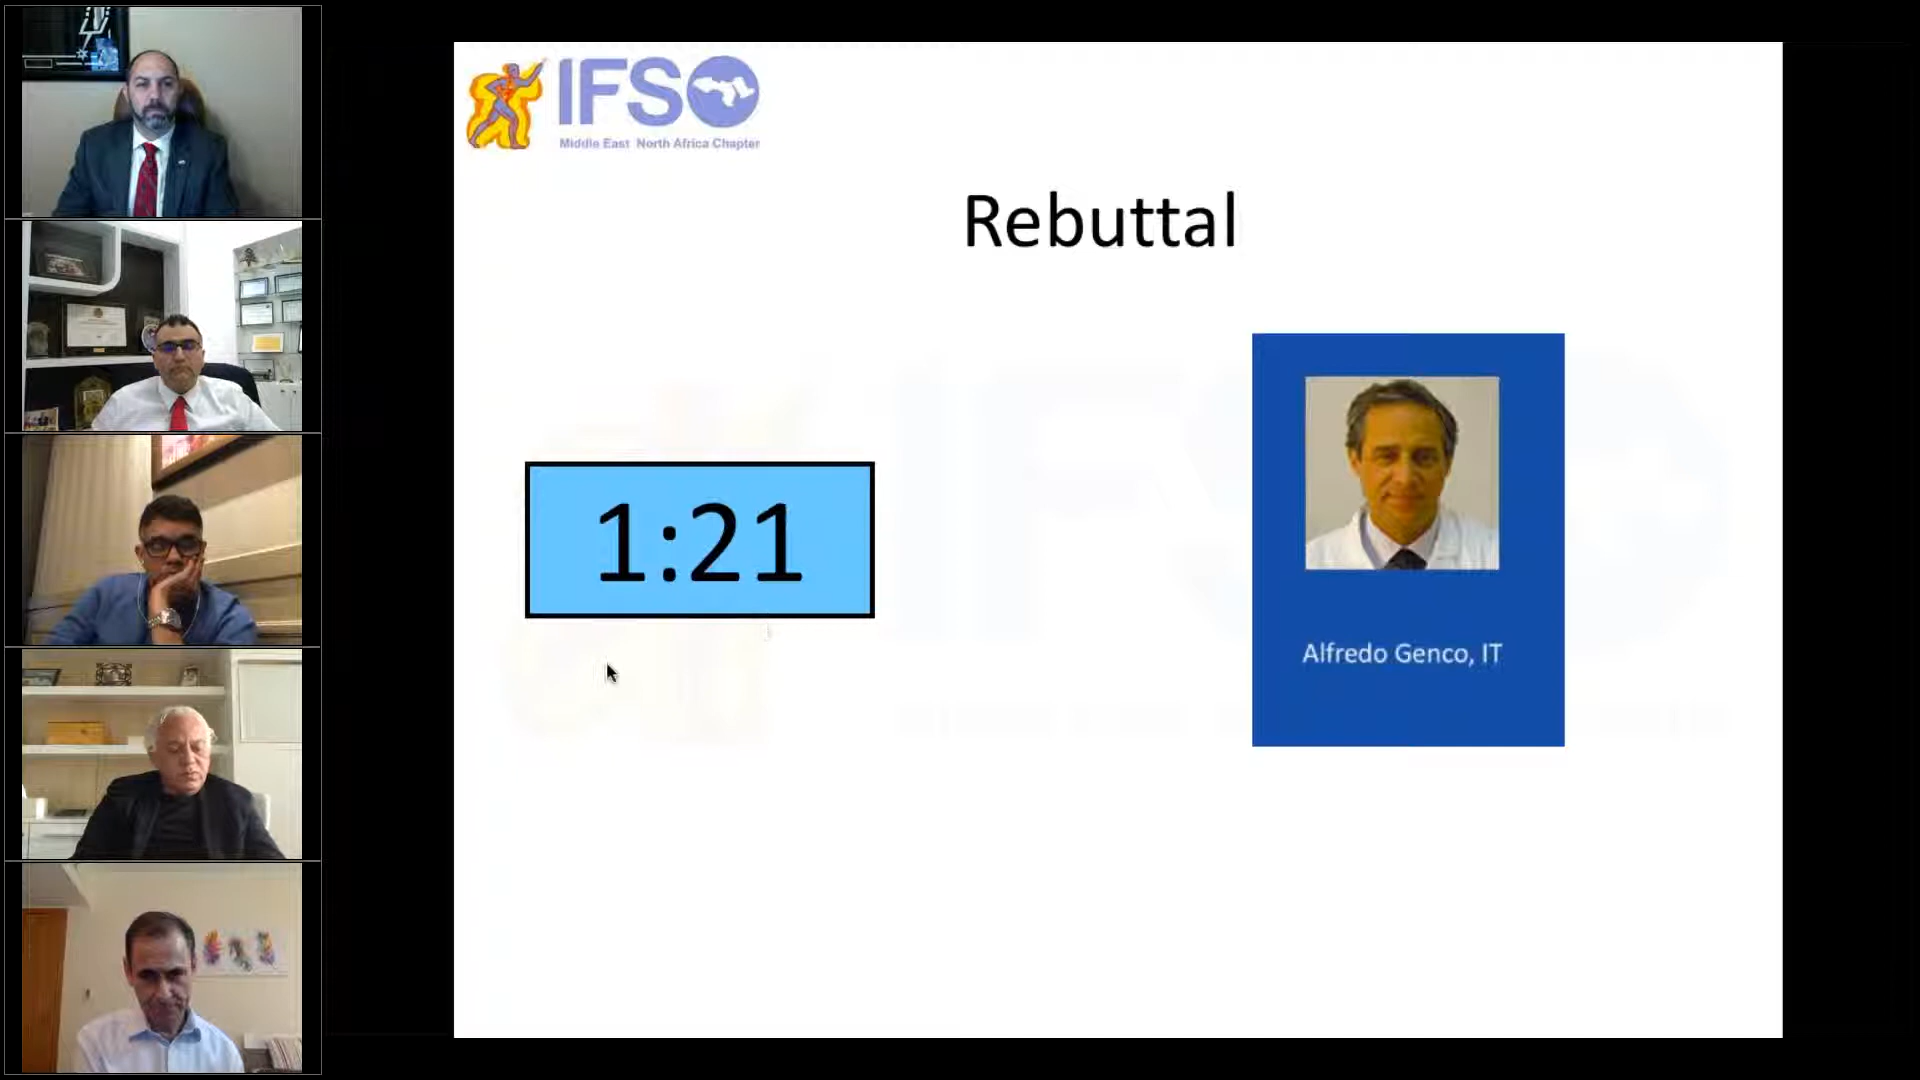 IFSO
Middle East North Africa Chapter
Rebuttal
1:21
Alfredo Genco, IT